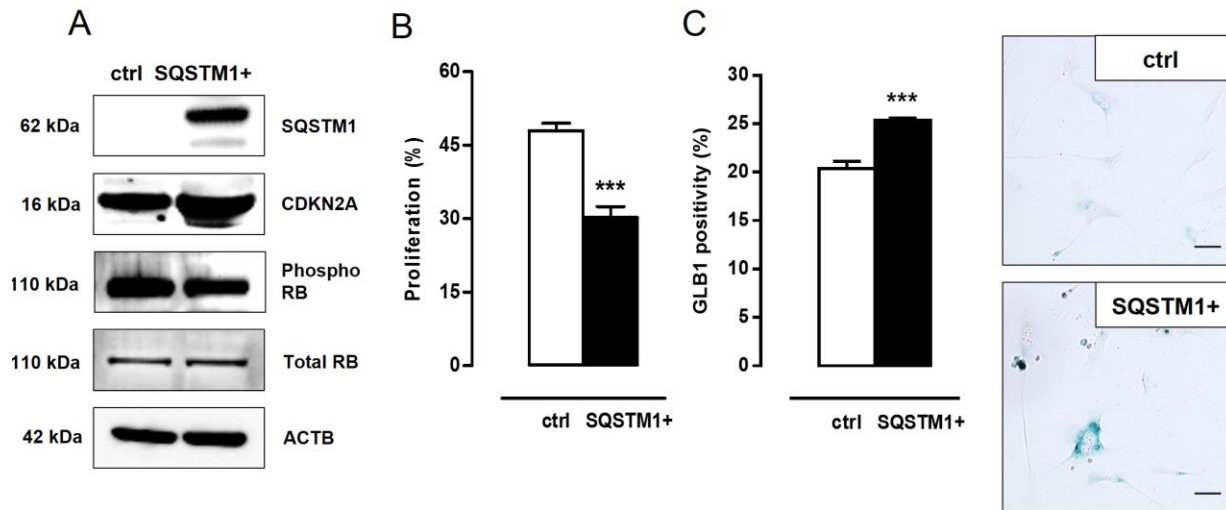 A
ctrl SQSTM1+
62 kDa SQSTM1
16 kDa CDKN2A
110 kDa Phospho
RB
110 kDa Total RB
42 kDa ACTB
B
Proliferation (%)
60
45
30
15
0
***
ctrl SQSTM1+
C
GLB1 positivity (%)
30
25
20
15
10
5
0
***
ctrl SQSTM1+
ctrl
SQSTM1+